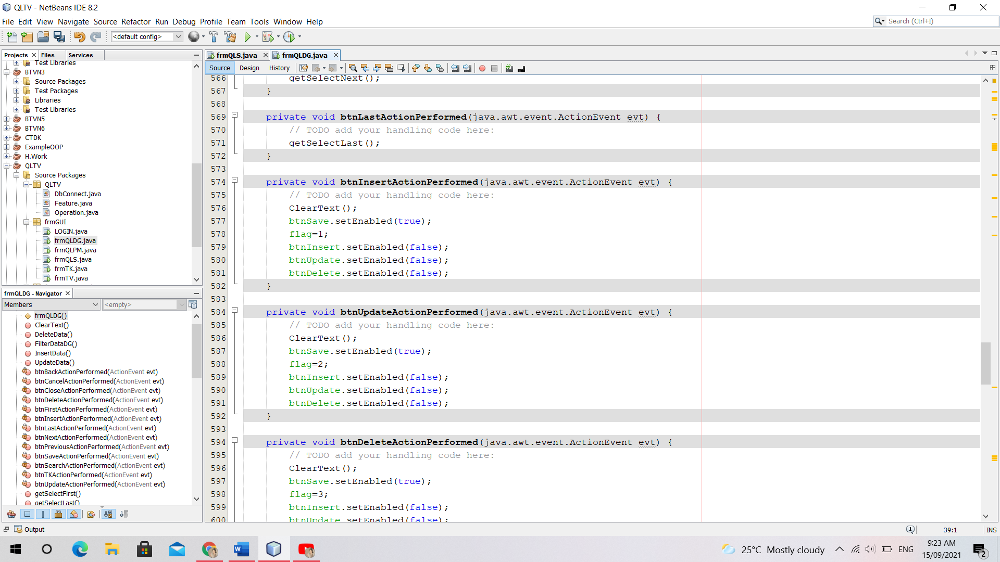 QLTV - NetBeans IDE 8.2
File Edit View Navigate Source Refactor Run Debug Profile Team Tools Window Help
Search (Ctrl+I)
<default config>
Projects Files Services
Test Libraries
BTVN3
Source Packages
Test Packages
Libraries
Test Libraries
BTVN5
BTVN6
CTDK
ExampleOOP
H.Work
QLTV
Source Packages
QLTV
DbConnect.java
Feature.java
Operation.java
frmGUI
LOGIN.java
frmQLDG.java
frmQLPM.java
frmQLS.java
frmTK.java
frmTV.java
frmQLDG - Navigator
Members <empty>
frmQLDG()
ClearText()
DeleteData()
FilterDataDG()
InsertData()
UpdateData()
btnBackActionPerformed(ActionEvent evt)
btnCancelActionPerformed(ActionEvent evt)
btnCloseActionPerformed(ActionEvent evt)
btnDeleteActionPerformed(ActionEvent evt)
btnFirstActionPerformed(ActionEvent evt)
btnInsertActionPerformed(ActionEvent evt)
btnLastActionPerformed(ActionEvent evt)
btnNextActionPerformed(ActionEvent evt)
btnPreviousActionPerformed(ActionEvent evt)
btnSaveActionPerformed(ActionEvent evt)
btnSearchActionPerformed(ActionEvent evt)
btnTKActionPerformed(ActionEvent evt)
btnUpdateActionPerformed(ActionEvent evt)
getSelectFirst()
getSelectLast()
frmQLS.java frmQLDG.java
Source Design History
566 getSelectNext();
567 }
568
569 private void btnLastActionPerformed(java.awt.event.ActionEvent evt) {
570 // TODO add your handling code here:
571 getSelectLast();
572 }
573
574 private void btnInsertActionPerformed(java.awt.event.ActionEvent evt) {
575 // TODO add your handling code here:
576 ClearText();
577 btnSave.setEnabled(true);
578 flag=1;
579 btnInsert.setEnabled(false);
580 btnUpdate.setEnabled(false);
581 btnDelete.setEnabled(false);
582 }
583
584 private void btnUpdateActionPerformed(java.awt.event.ActionEvent evt) {
585 // TODO add your handling code here:
586 ClearText();
587 btnSave.setEnabled(true);
588 flag=2;
589 btnInsert.setEnabled(false);
590 btnUpdate.setEnabled(false);
591 btnDelete.setEnabled(false);
592 }
593
594 private void btnDeleteActionPerformed(java.awt.event.ActionEvent evt) {
595 // TODO add your handling code here:
596 ClearText();
597 btnSave.setEnabled(true);
598 flag=3;
599 btnInsert.setEnabled(false);
600 btnUpdate.setEnabled(false);
Output
1
39:1
INS
25°C Mostly cloudy
ENG
9:23 AM
15/09/2021
2